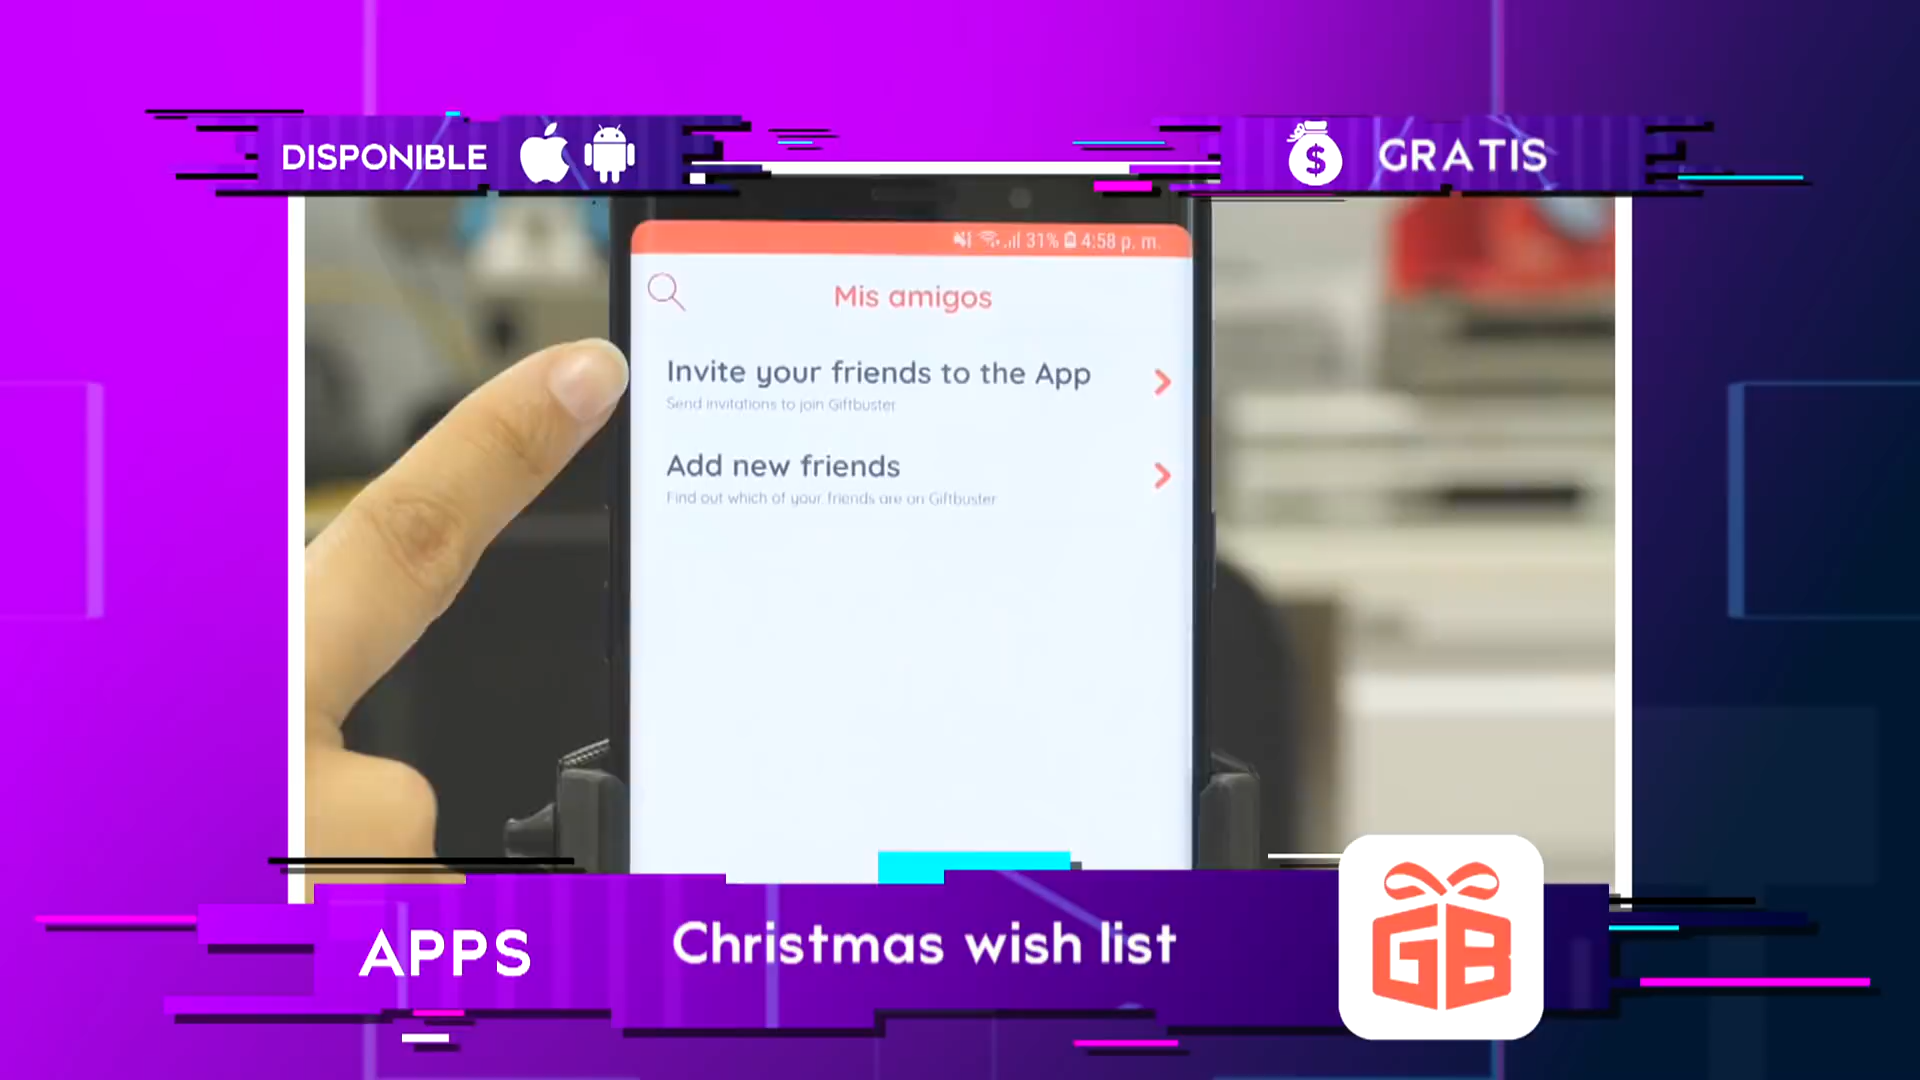 DISPONIBLE
$ GRATIS
31% 4:58 p. m.
Mis amigos
Invite your friends to the App
Send invitations to join Giftbuster
Add new friends
Find out which of your friends are on Giftbuster
APPS
Christmas wish list
GB